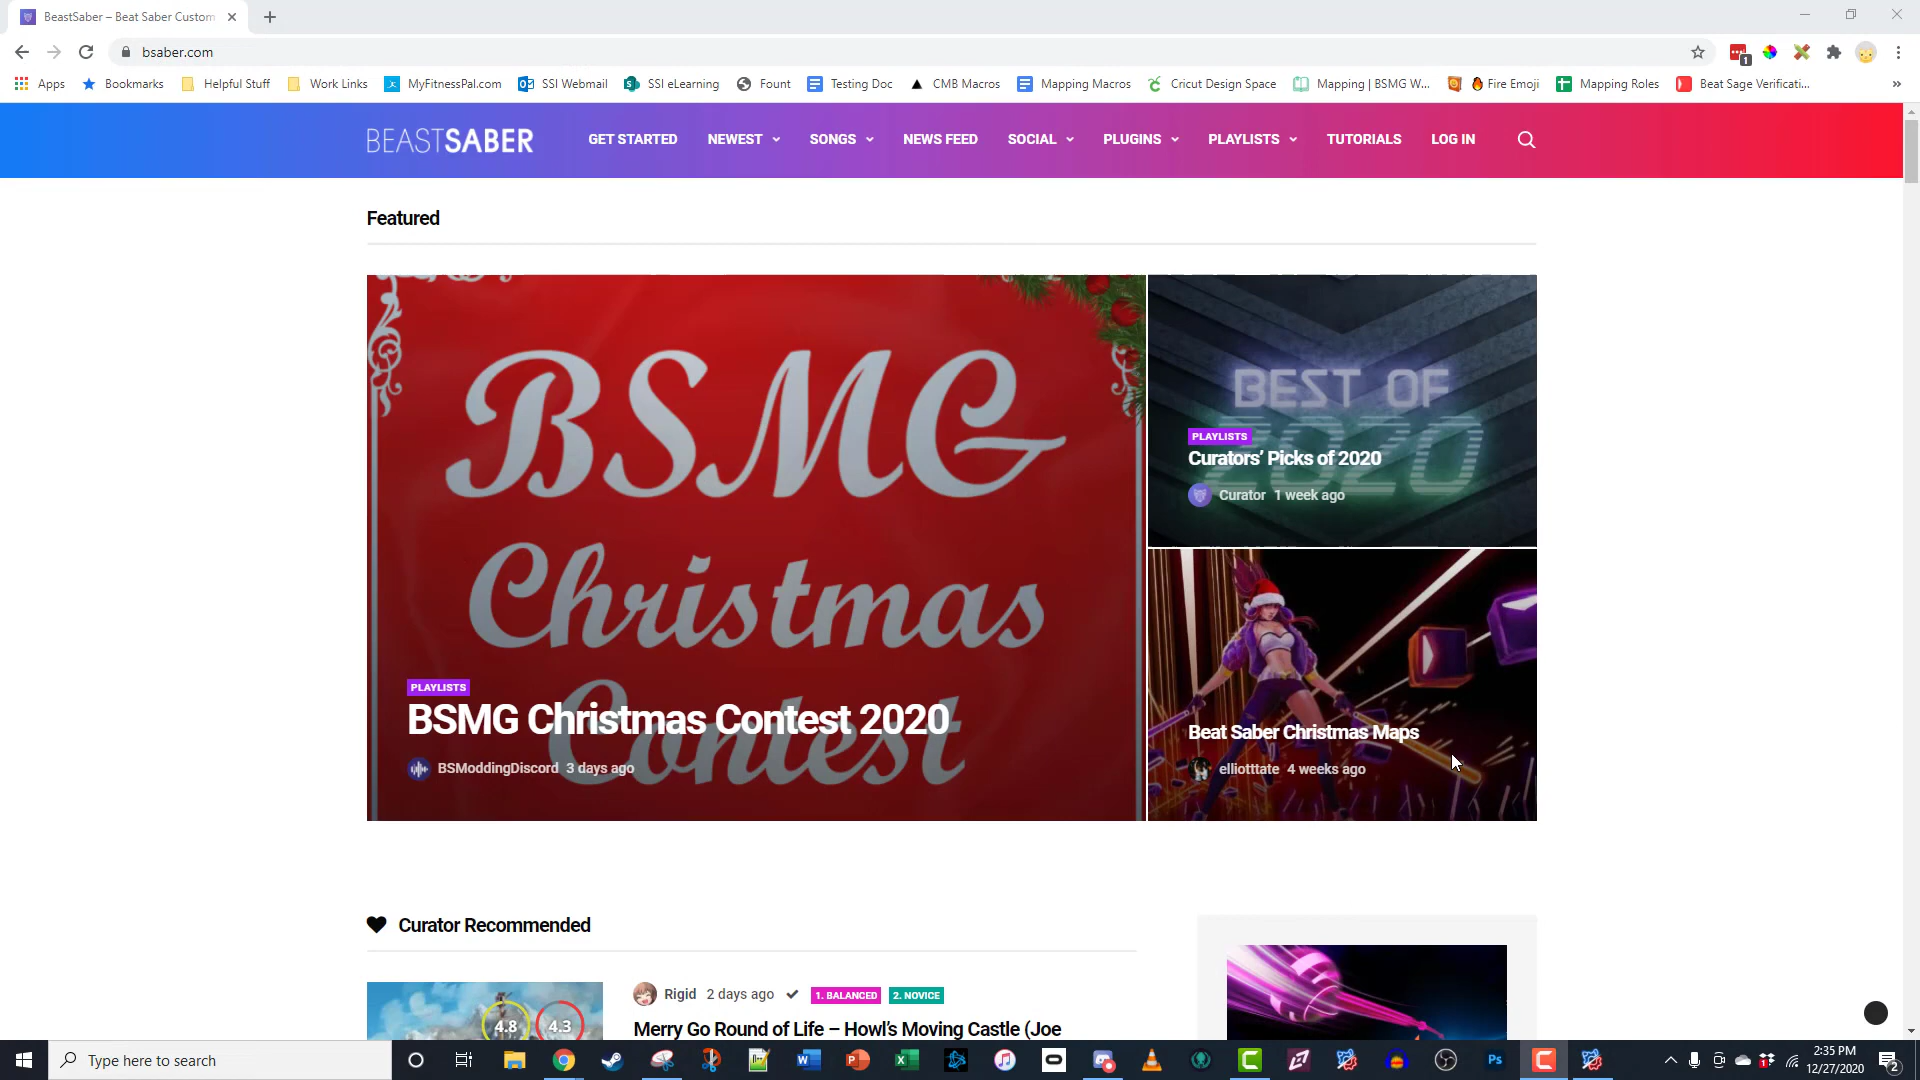 BeastSaber – Beat Saber Custom
bsaber.com
1
Apps
Bookmarks
Helpful Stuff
Work Links
MyFitnessPal.com
SSI Webmail
SSI eLearning
Fount
Testing Doc
CMB Macros
Mapping Macros
Cricut Design Space
Mapping | BSMG W...
Fire Emoji
Mapping Roles
Beat Sage Verificati...
»
BEASTSABER
GET STARTED
NEWEST
SONGS
NEWS FEED
SOCIAL
PLUGINS
PLAYLISTS
TUTORIALS
LOG IN
Featured
BSMG
Christmas
Contest
PLAYLISTS
BSMG Christmas Contest 2020
BSModdingDiscord 3 days ago
BEST OF
2020
PLAYLISTS
Curators’ Picks of 2020
Curator 1 week ago
Beat Saber Christmas Maps
elliotttate 4 weeks ago
Curator Recommended
4.8
4.3
Rigid 2 days ago
1. BALANCED
2. NOVICE
Merry Go Round of Life – Howl’s Moving Castle (Joe
Type here to search
2:35 PM
12/27/2020
2